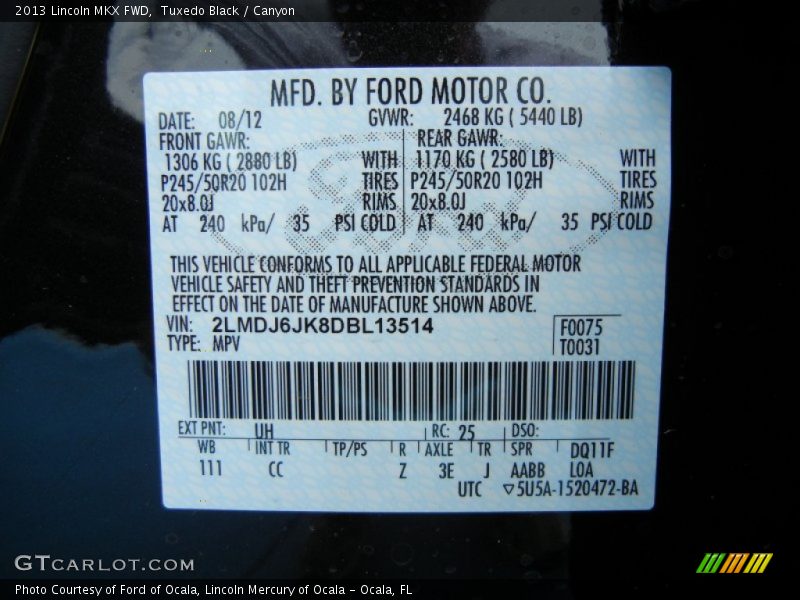 2013 Lincoln MKX FWD, Tuxedo Black / Canyon
MFD. BY FORD MOTOR CO.
DATE: 08/12 GVWR: 2468 KG ( 5440 LB)
FRONT GAWR: REAR GAWR:
1306 KG ( 2880 LB) WITH 1170 KG ( 2580 LB) WITH
P245/50R20 102H TIRES P245/50R20 102H TIRES
20x8.0J RIMS 20x8.0J RIMS
AT 240 kPa/ 35 PSI COLD AT 240 kPa/ 35 PSI COLD
THIS VEHICLE CONFORMS TO ALL APPLICABLE FEDERAL MOTOR
VEHICLE SAFETY AND THEFT PREVENTION STANDARDS IN
EFFECT ON THE DATE OF MANUFACTURE SHOWN ABOVE.
VIN: 2LMDJ6JK8DBL13514 F0075
TYPE: MPV T0031
EXT PNT: UH RC: 25 DSO:
WB INT TR TP/PS R AXLE TR SPR DQ11F
111 CC Z 3E J AABB L0A
UTC ▽5U5A-1520472-BA
GTCARLOT.COM
Photo Courtesy of Ford of Ocala, Lincoln Mercury of Ocala - Ocala, FL